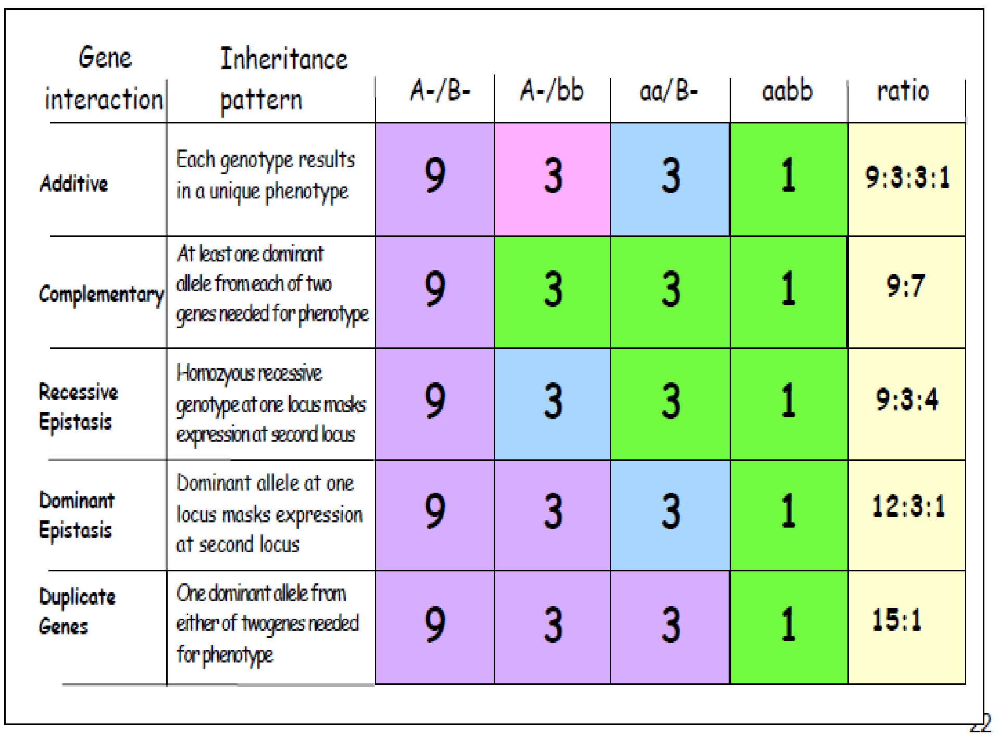 Gene interaction
Inheritance pattern
A-/B-
A-/bb
aa/B-
aabb
ratio
Additive
Each genotype results
in a unique phenotype
9
3
3
1
9:3:3:1
Complementary
At least one dominant
allele from each of two
genes needed for phenotype
9
3
3
1
9:7
Recessive
Epistasis
Homozyous recessive
genotype at one locus masks
expression at second locus
9
3
3
1
9:3:4
Dominant
Epistasis
Dominant allele at one
locus masks expression
at second locus
9
3
3
1
12:3:1
Duplicate
Genes
One dominant allele from
either of twogenes needed
for phenotype
9
3
3
1
15:1
22